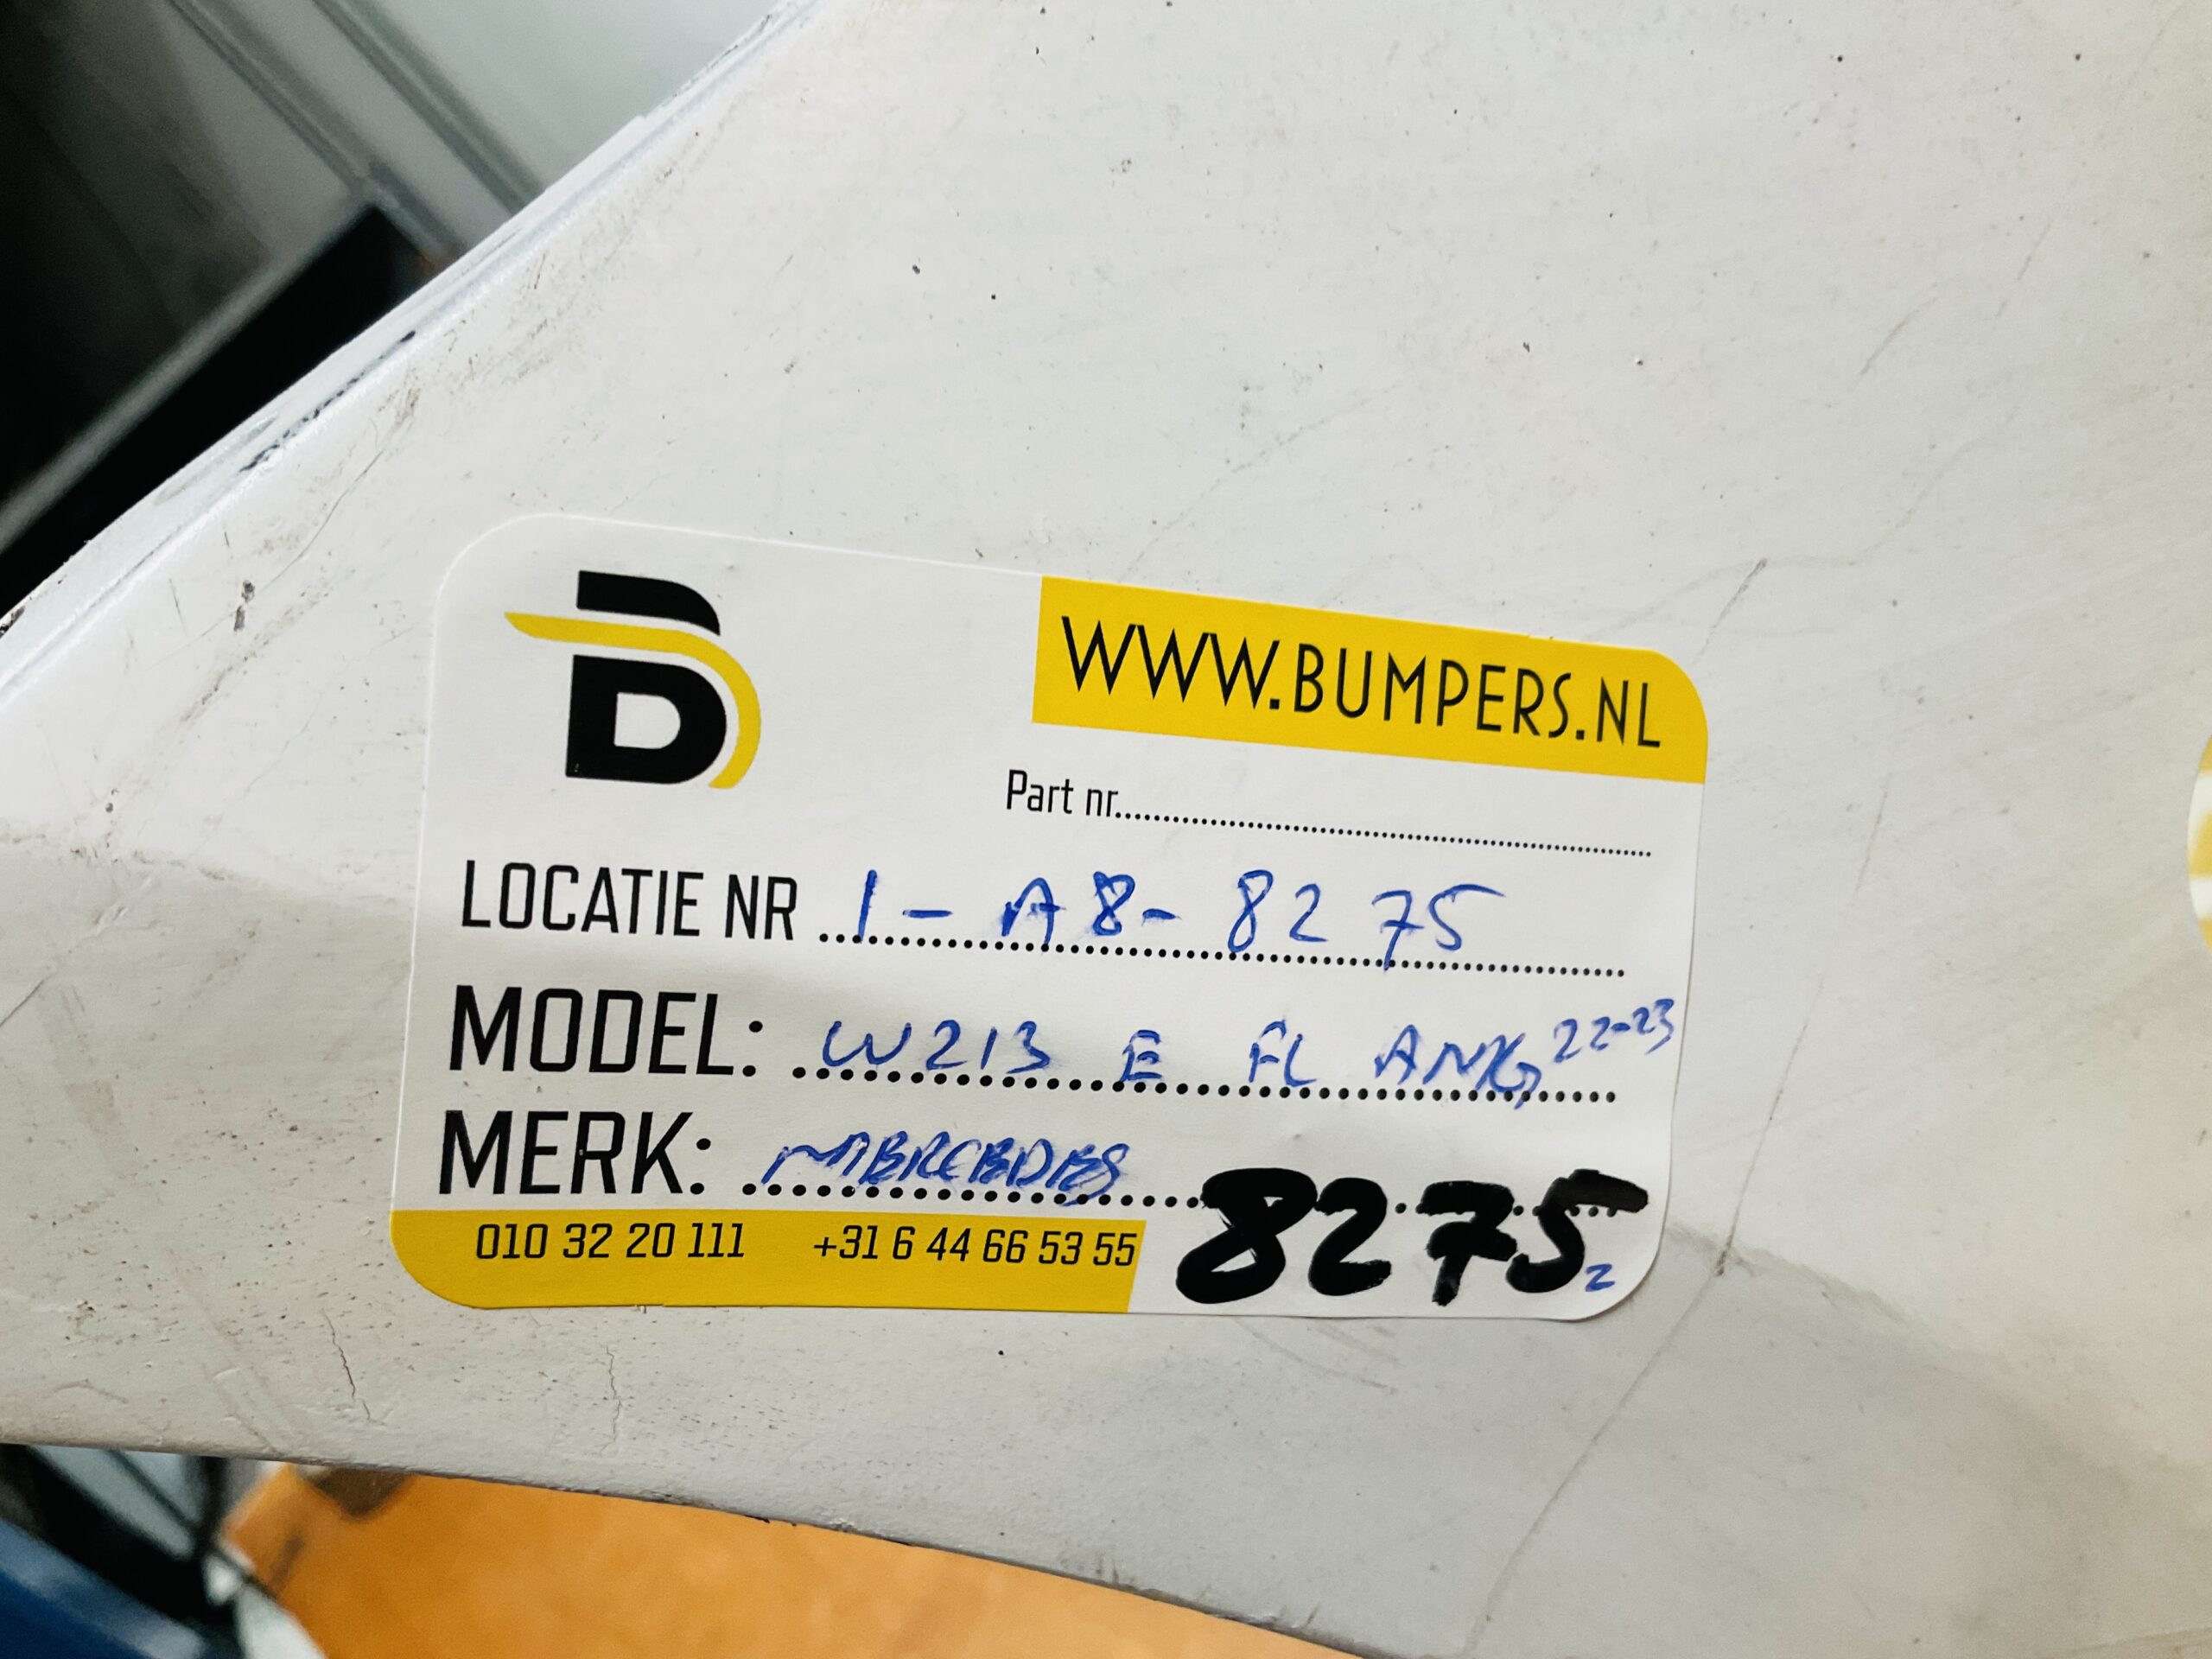 B
WWW.BUMPERS.NL
Part nr.
LOCATIE NR 1-A8-8275
MODEL: W213 E FL AMG 22-23
MERK: MERCEDES
010 32 20 111 +31 6 44 66 53 55
8275 2